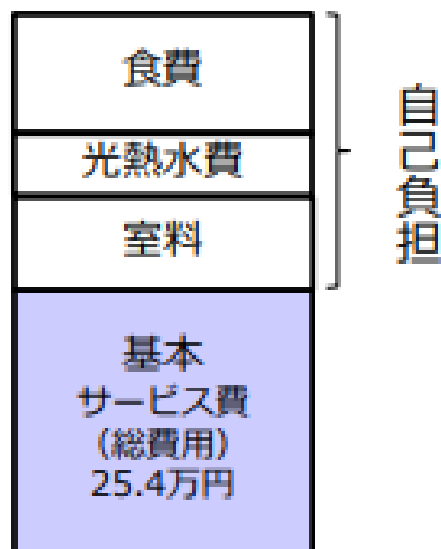 食費
光熱水費
室料
自己負担
基本
サービス費
（総費用）
25.4万円